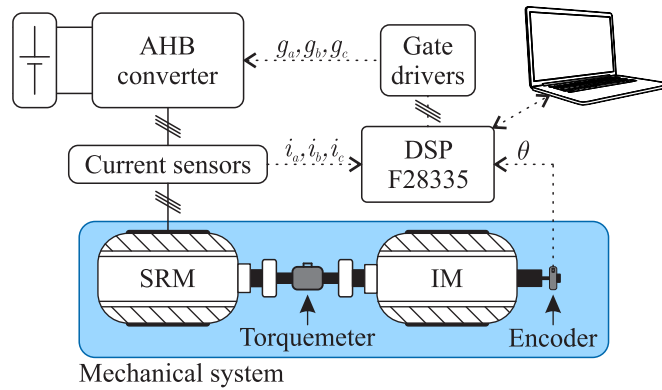 AHB
converter
g_a, g_b, g_c
Gate
drivers
Current sensors
i_a, i_b, i_c
DSP
F28335
θ
SRM
IM
Torquemeter
Encoder
Mechanical system